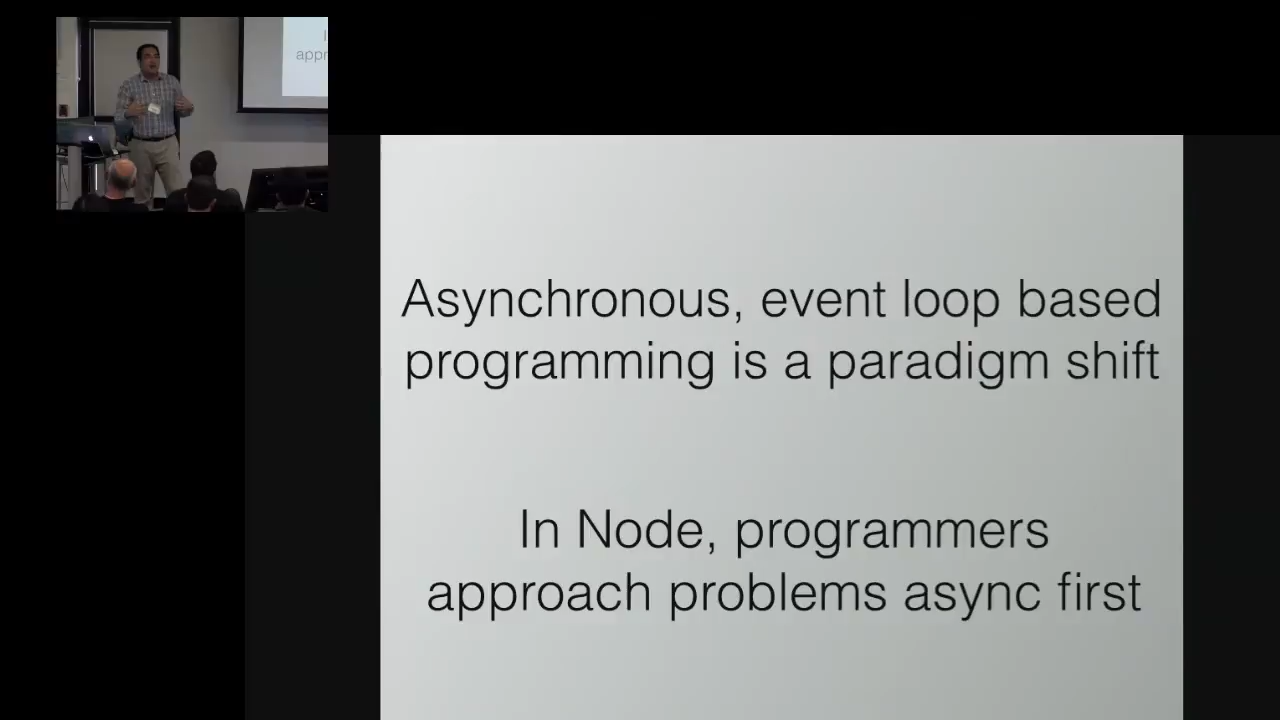 Asynchronous, event loop based
programming is a paradigm shift
In Node, programmers
approach problems async first